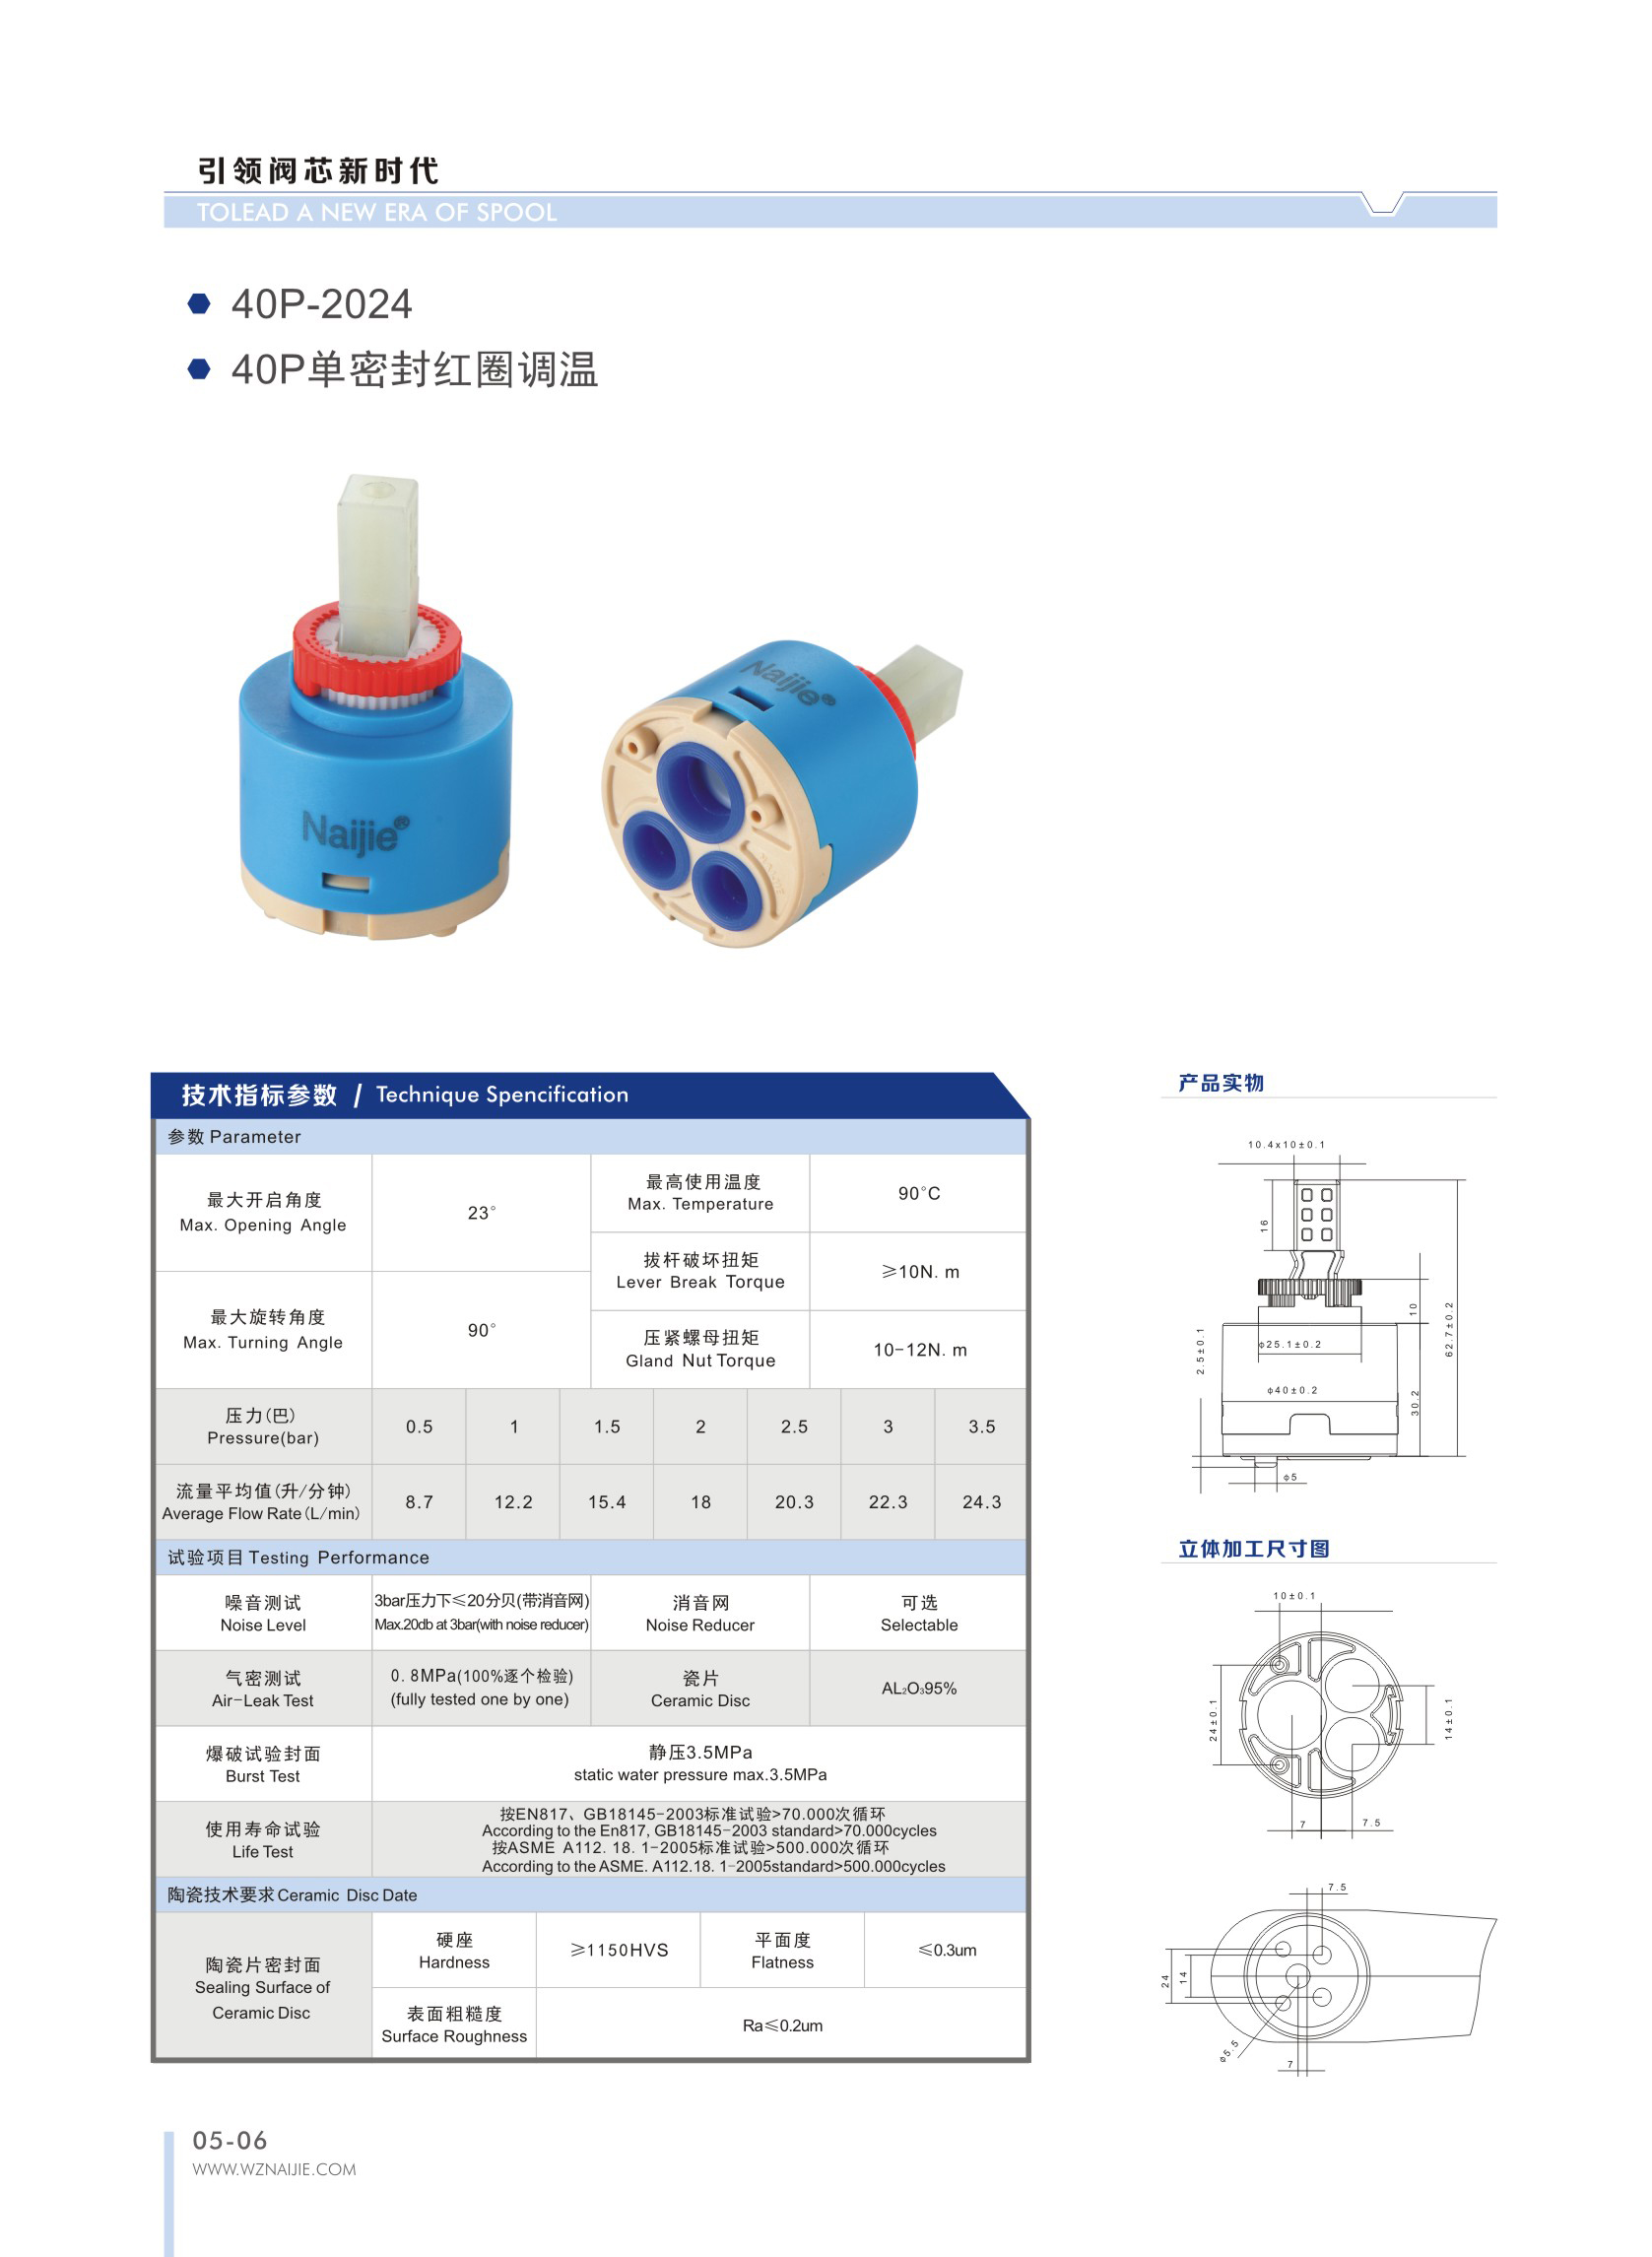 引领阀芯新时代
TOLEAD A NEW ERA OF SPOOL
40P-2024
40P单密封红圈调温
Naijie®
Naijie®
技术指标参数 / Technique Spencification
参数 Parameter
最大开启角度
Max. Opening Angle
23°
最高使用温度
Max. Temperature
90°C
拔杆破坏扭矩
Lever Break Torque
≥10N. m
最大旋转角度
Max. Turning Angle
90°
压紧螺母扭矩
Gland Nut Torque
10-12N. m
压力(巴)
Pressure(bar)
0.5 1 1.5 2 2.5 3 3.5
流量平均值(升/分钟)
Average Flow Rate(L/min)
8.7 12.2 15.4 18 20.3 22.3 24.3
试验项目 Testing Performance
噪音测试
Noise Level
3bar压力下≤20分贝(带消音网)
Max.20db at 3bar(with noise reducer)
消音网
Noise Reducer
可选
Selectable
气密测试
Air-Leak Test
0. 8MPa(100%逐个检验)
(fully tested one by one)
瓷片
Ceramic Disc
AL₂O₃95%
爆破试验封面
Burst Test
静压3.5MPa
static water pressure max.3.5MPa
使用寿命试验
Life Test
按EN817、GB18145-2003标准试验>70.000次循环
According to the En817, GB18145-2003 standard>70.000cycles
按ASME A112. 18. 1-2005标准试验>500.000次循环
According to the ASME. A112.18. 1-2005standard>500.000cycles
陶瓷技术要求 Ceramic Disc Date
陶瓷片密封面
Sealing Surface of
Ceramic Disc
硬座
Hardness
≥1150HVS
平面度
Flatness
≤0.3um
表面粗糙度
Surface Roughness
Ra≤0.2um
产品实物
10.4x10±0.1
16
10
62.7±0.2
2.5±0.1
φ25.1±0.2
φ40±0.2
30.2
φ5
立体加工尺寸图
10±0.1
24±0.1
14±0.1
7
7.5
7.5
24
14
φ5.5
7
05-06
WWW.WZNAIJIE.COM